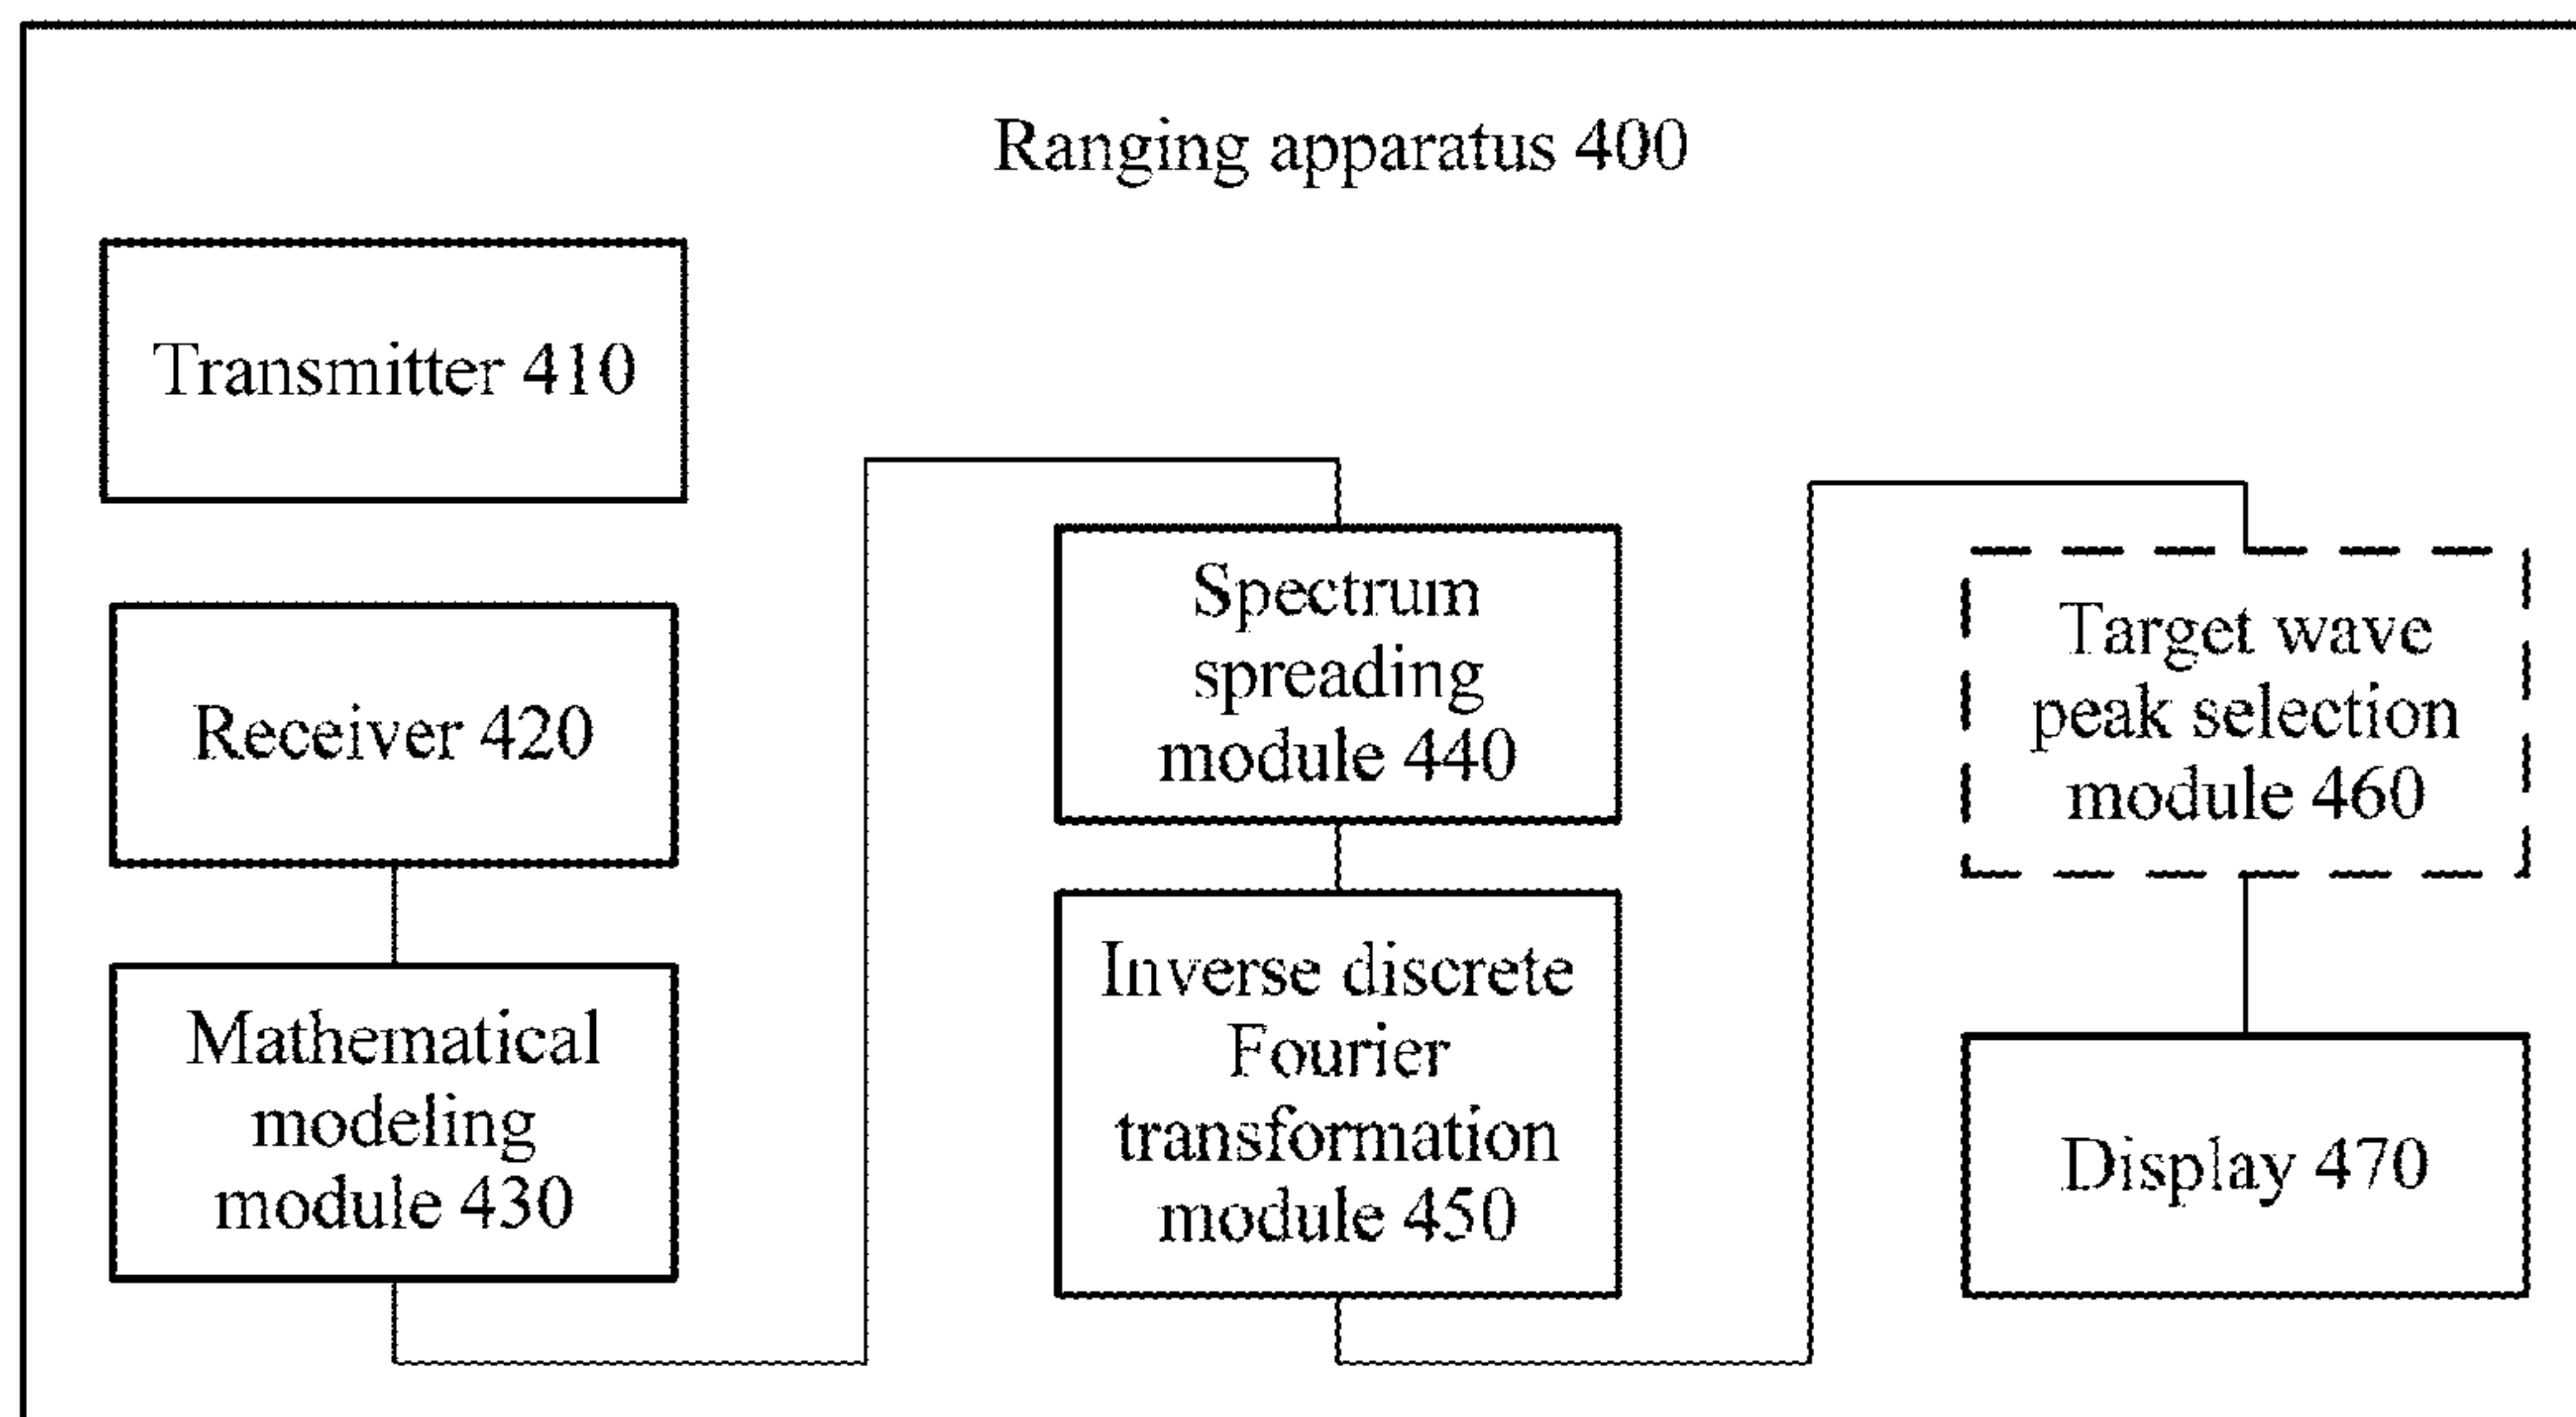 Ranging apparatus 400
Transmitter 410
Receiver 420
Mathematical
modeling
module 430
Spectrum
spreading
module 440
Inverse discrete
Fourier
transformation
module 450
Target wave
peak selection
module 460
Display 470